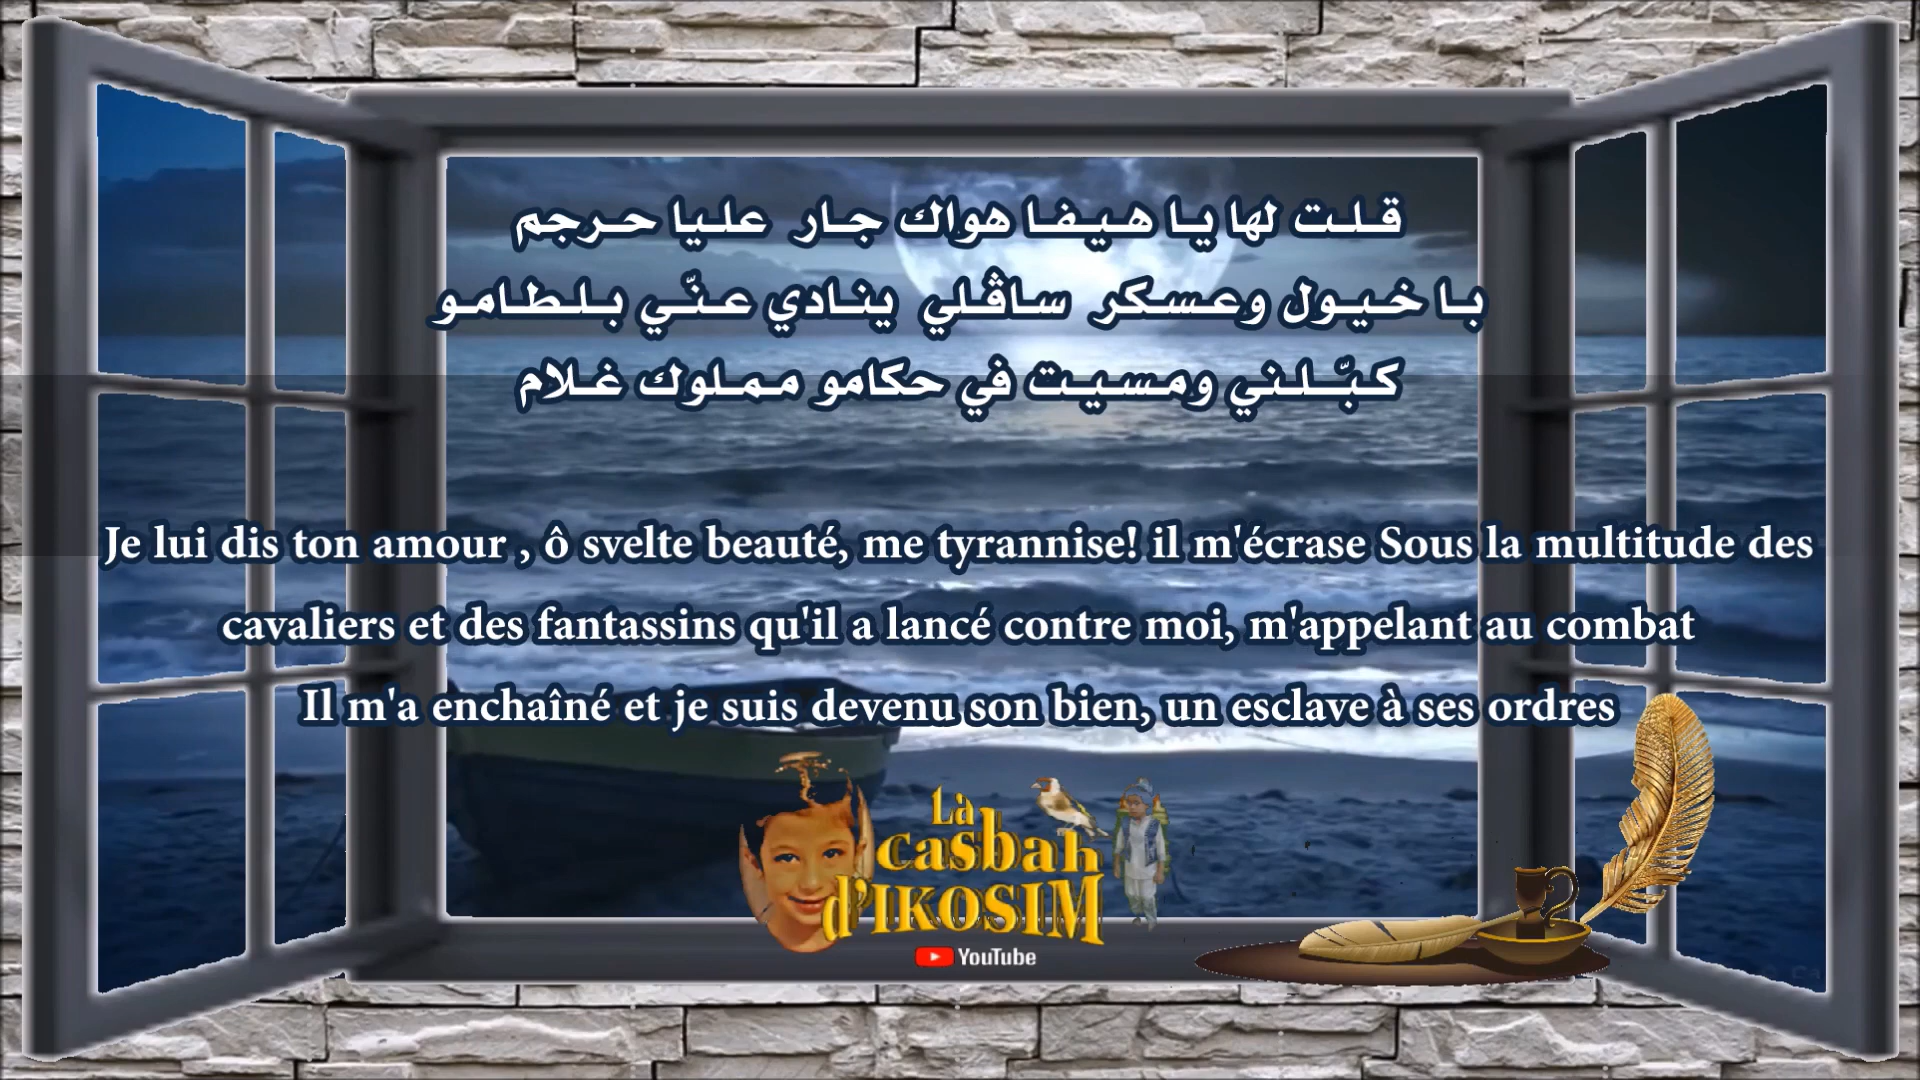 قلت لها يا هيفا هواك جار عليا حرجم
با خيول وعسكر ساڤلي ينادي عنّي بلطامو
كبّلني ومسيت في حكامو مملوك غلام
Je lui dis ton amour , ô svelte beauté, me tyrannise! il m'écrase Sous la multitude des
cavaliers et des fantassins qu'il a lancé contre moi, m'appelant au combat
Il m'a enchaîné et je suis devenu son bien, un esclave à ses ordres
La
casbah
d'IKOSIM
YouTube